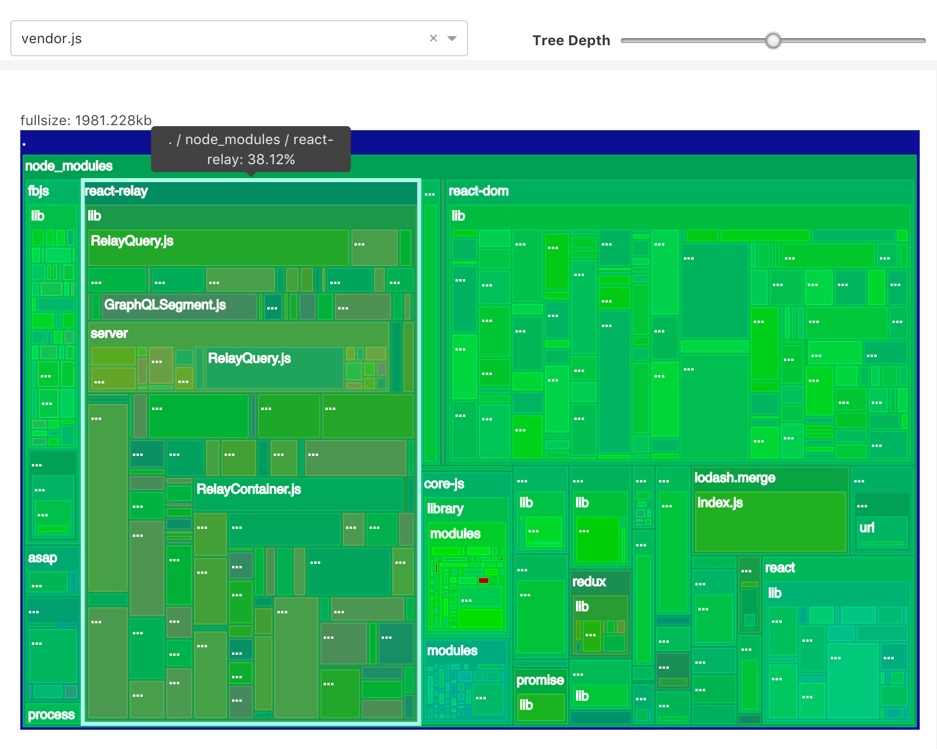 vendor.js
×
Tree Depth
fullsize: 1981.228kb
. / node_modules / react-
relay: 38.12%
.
node_modules
fbjs
react-relay
...
react-dom
lib
lib
lib
RelayQuery.js
GraphQLSegment.js
server
RelayQuery.js
RelayContainer.js
core-js
library
modules
lib
lib
lodash.merge
index.js
url
asap
redux
lib
react
lib
modules
promise
lib
lib
process